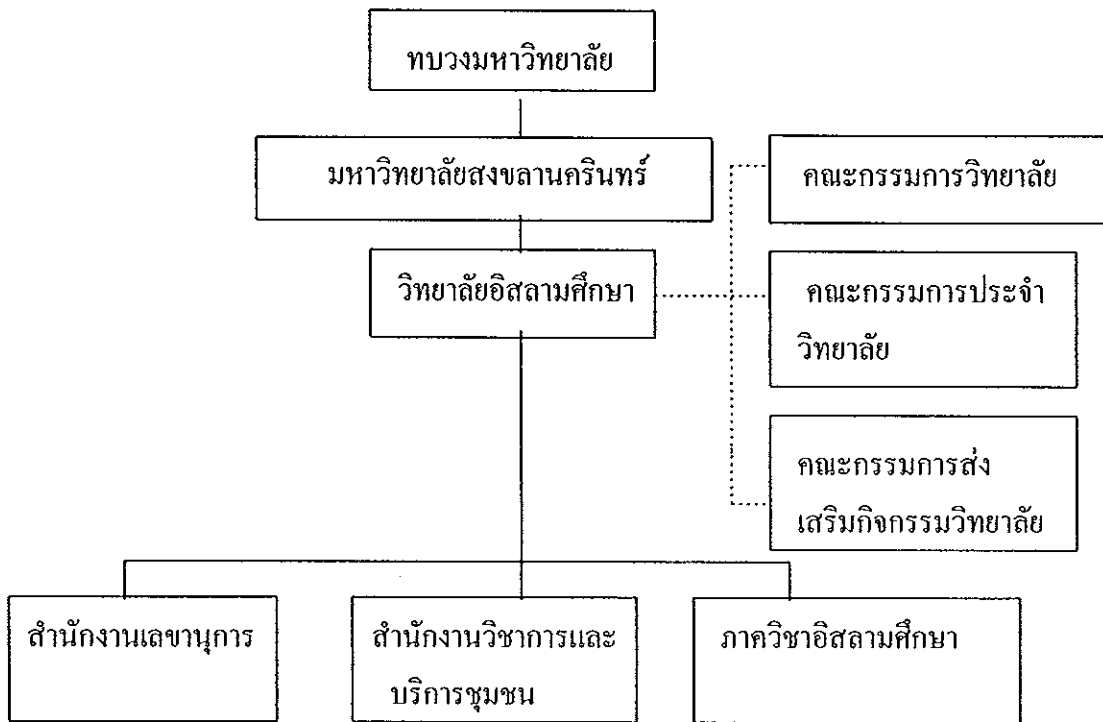 ทบวงมหาวิทยาลัย
มหาวิทยาลัยสงขลานครินทร์
คณะกรรมการวิทยาลัย
วิทยาลัยอิสลามศึกษา
คณะกรรมการประจำ
วิทยาลัย
คณะกรรมการส่ง
เสริมกิจกรรมวิทยาลัย
สำนักงานเลขานุการ
สำนักงานวิชาการและ
บริการชุมชน
ภาควิชาอิสลามศึกษา